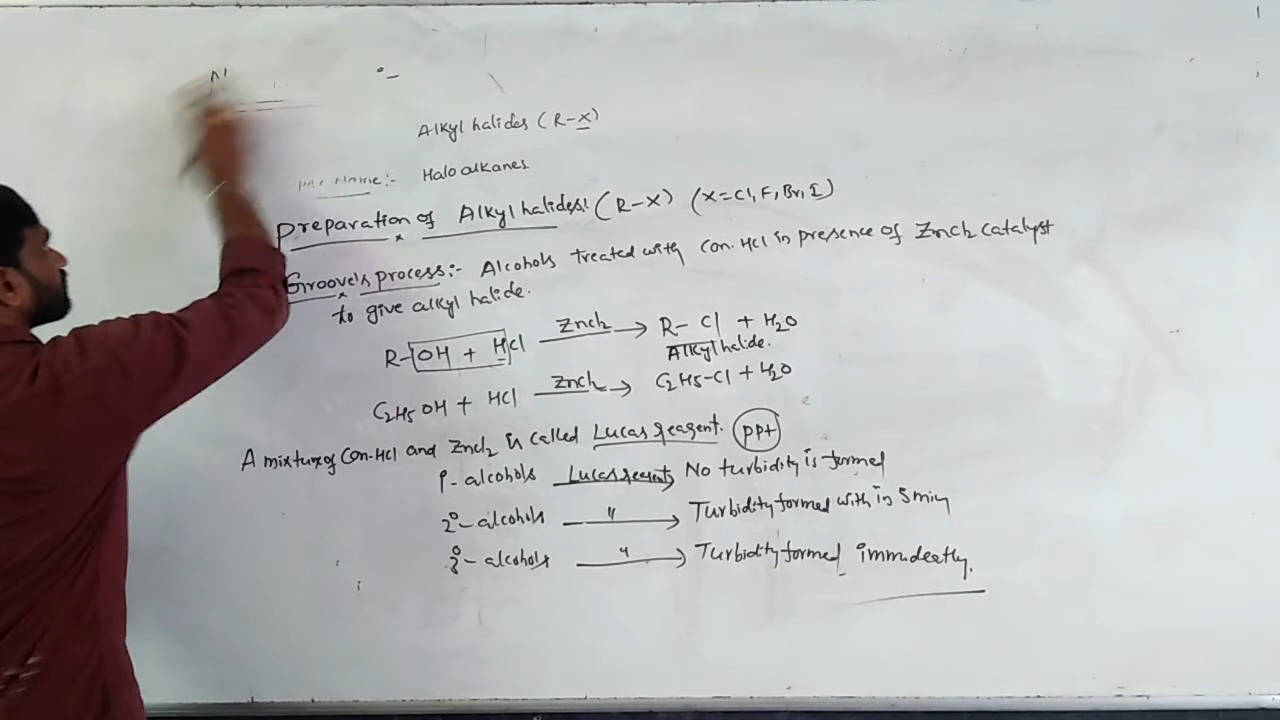 Alkyl halides (R-X)
Name:- Haloalkanes
Preparation of Alkyl halides: (R-X) (X=Cl, F, Br, I)
Groove's process:- Alcohols treated with Con. HCl in presence of ZnCl2 catalyst
to give alkyl halide.
R-OH + HCl ZnCl2 → R- Cl + H2O
Alkyl halide.
C2H5OH + HCl ZnCl2 → C2H5-Cl + H2O
A mixture of Con-HCl and ZnCl2 is called Lucas reagent. ppt
1°-alcohols Lucas reagent → No turbidity is formed
2°-alcohols " → Turbidity formed with in 5 min
3°-alcohols " → Turbidity formed immideatly.